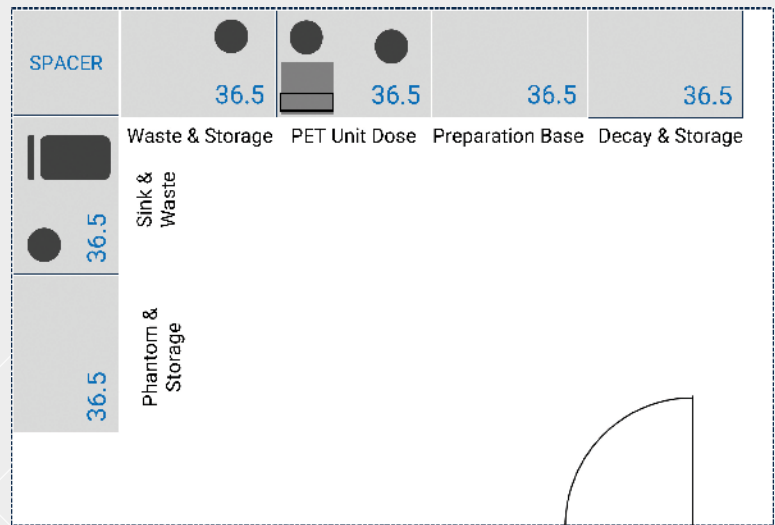 SPACER
36.5
36.5
36.5
36.5
Waste & Storage
PET Unit Dose
Preparation Base
Decay & Storage
Sink &
Waste
36.5
Phantom &
Storage
36.5